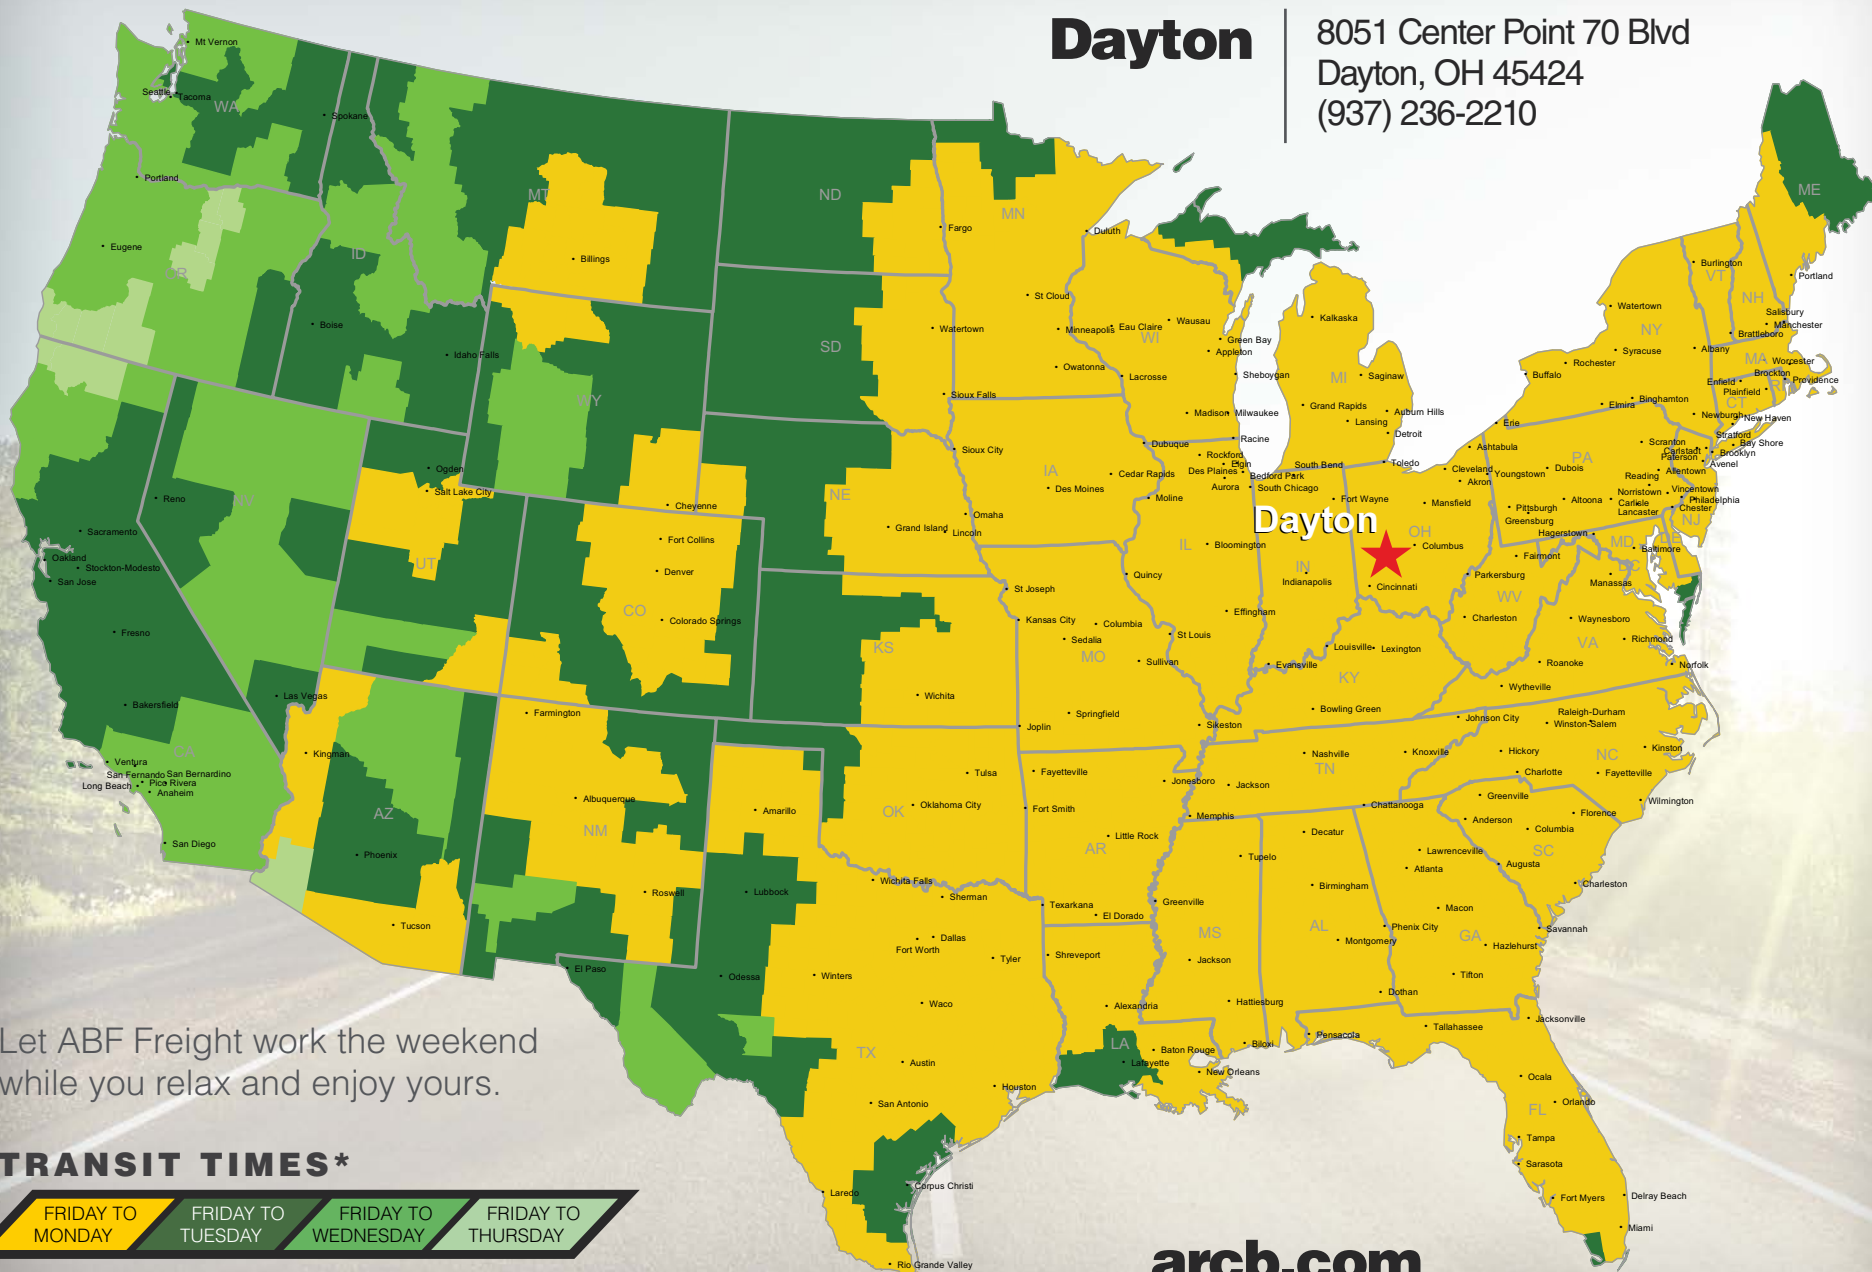 Dayton
8051 Center Point 70 Blvd
Dayton, OH 45424
(937) 236-2210
Mt Vernon
Seattle
Tacoma
WA
Spokane
Portland
Eugene
OR
ID
Boise
Idaho Falls
MT
Billings
WY
Cheyenne
ND
Fargo
SD
Watertown
Sioux Falls
MN
Duluth
St Cloud
Minneapolis
Owatonna
WI
Eau Claire
Wausau
Green Bay
Appleton
Lacrosse
Sheboygan
Madison
Milwaukee
Racine
MI
Kalkaska
Saginaw
Grand Rapids
Lansing
Auburn Hills
Detroit
NE
Grand Island
Lincoln
Omaha
IA
Sioux City
Dubuque
Cedar Rapids
Des Moines
Moline
IL
Rockford
Elgin
Des Plaines
Aurora
Bedford Park
South Chicago
Bloomington
Quincy
Effingham
IN
South Bend
Fort Wayne
Indianapolis
Evansville
Dayton
OH
Toledo
Cleveland
Ashtabula
Akron
Youngstown
Mansfield
Columbus
Cincinnati
ME
Portland
VT
Burlington
NH
Salisbury
Manchester
Brattleboro
MA
Worcester
Brockton
RI
Providence
CT
Enfield
Plainfield
New Haven
Stratford
NY
Watertown
Syracuse
Rochester
Buffalo
Albany
Binghamton
Elmira
Newburgh
Bay Shore
Brooklyn
PA
Erie
Dubois
Scranton
Allentown
Reading
Altoona
Pittsburgh
Greensburg
Norristown
Carlisle
Lancaster
Philadelphia
Chester
NJ
Carlstadt
Paterson
Avenel
Vincentown
MD
Hagerstown
Baltimore
DE
DC
WV
Fairmont
Parkersburg
Charleston
VA
Manassas
Waynesboro
Richmond
Roanoke
Norfolk
Wytheville
KY
Louisville
Lexington
Bowling Green
CA
Sacramento
Oakland
Stockton-Modesto
San Jose
Fresno
Bakersfield
Ventura
San Fernando
San Bernardino
Pico Rivera
Long Beach
Anaheim
San Diego
NV
Reno
Las Vegas
UT
Ogden
Salt Lake City
CO
Fort Collins
Denver
Colorado Springs
KS
Wichita
MO
St Joseph
Kansas City
Columbia
Sedalia
St Louis
Sullivan
Springfield
Joplin
Sikeston
AZ
Kingman
Phoenix
Tucson
NM
Farmington
Albuquerque
Roswell
OK
Tulsa
Oklahoma City
AR
Fayetteville
Fort Smith
Little Rock
Jonesboro
El Dorado
TN
Nashville
Knoxville
Johnson City
Jackson
Memphis
Chattanooga
NC
Raleigh-Durham
Winston-Salem
Hickory
Charlotte
Kinston
Fayetteville
Wilmington
SC
Greenville
Anderson
Florence
Columbia
Charleston
TX
Amarillo
Lubbock
Wichita Falls
Sherman
Texarkana
Dallas
Fort Worth
Tyler
El Paso
Odessa
Winters
Waco
Austin
Houston
San Antonio
Corpus Christi
Laredo
Rio Grande Valley
LA
Shreveport
Alexandria
Lafayette
Baton Rouge
New Orleans
MS
Tupelo
Greenville
Jackson
Hattiesburg
Biloxi
AL
Decatur
Birmingham
Phenix City
Montgomery
Dothan
GA
Lawrenceville
Atlanta
Augusta
Macon
Hazlehurst
Savannah
Tifton
FL
Pensacola
Tallahassee
Jacksonville
Ocala
Orlando
Tampa
Sarasota
Fort Myers
Delray Beach
Miami
Let ABF Freight work the weekend
while you relax and enjoy yours.
TRANSIT TIMES*
FRIDAY TO
MONDAY
FRIDAY TO
TUESDAY
FRIDAY TO
WEDNESDAY
FRIDAY TO
THURSDAY
arcb.com